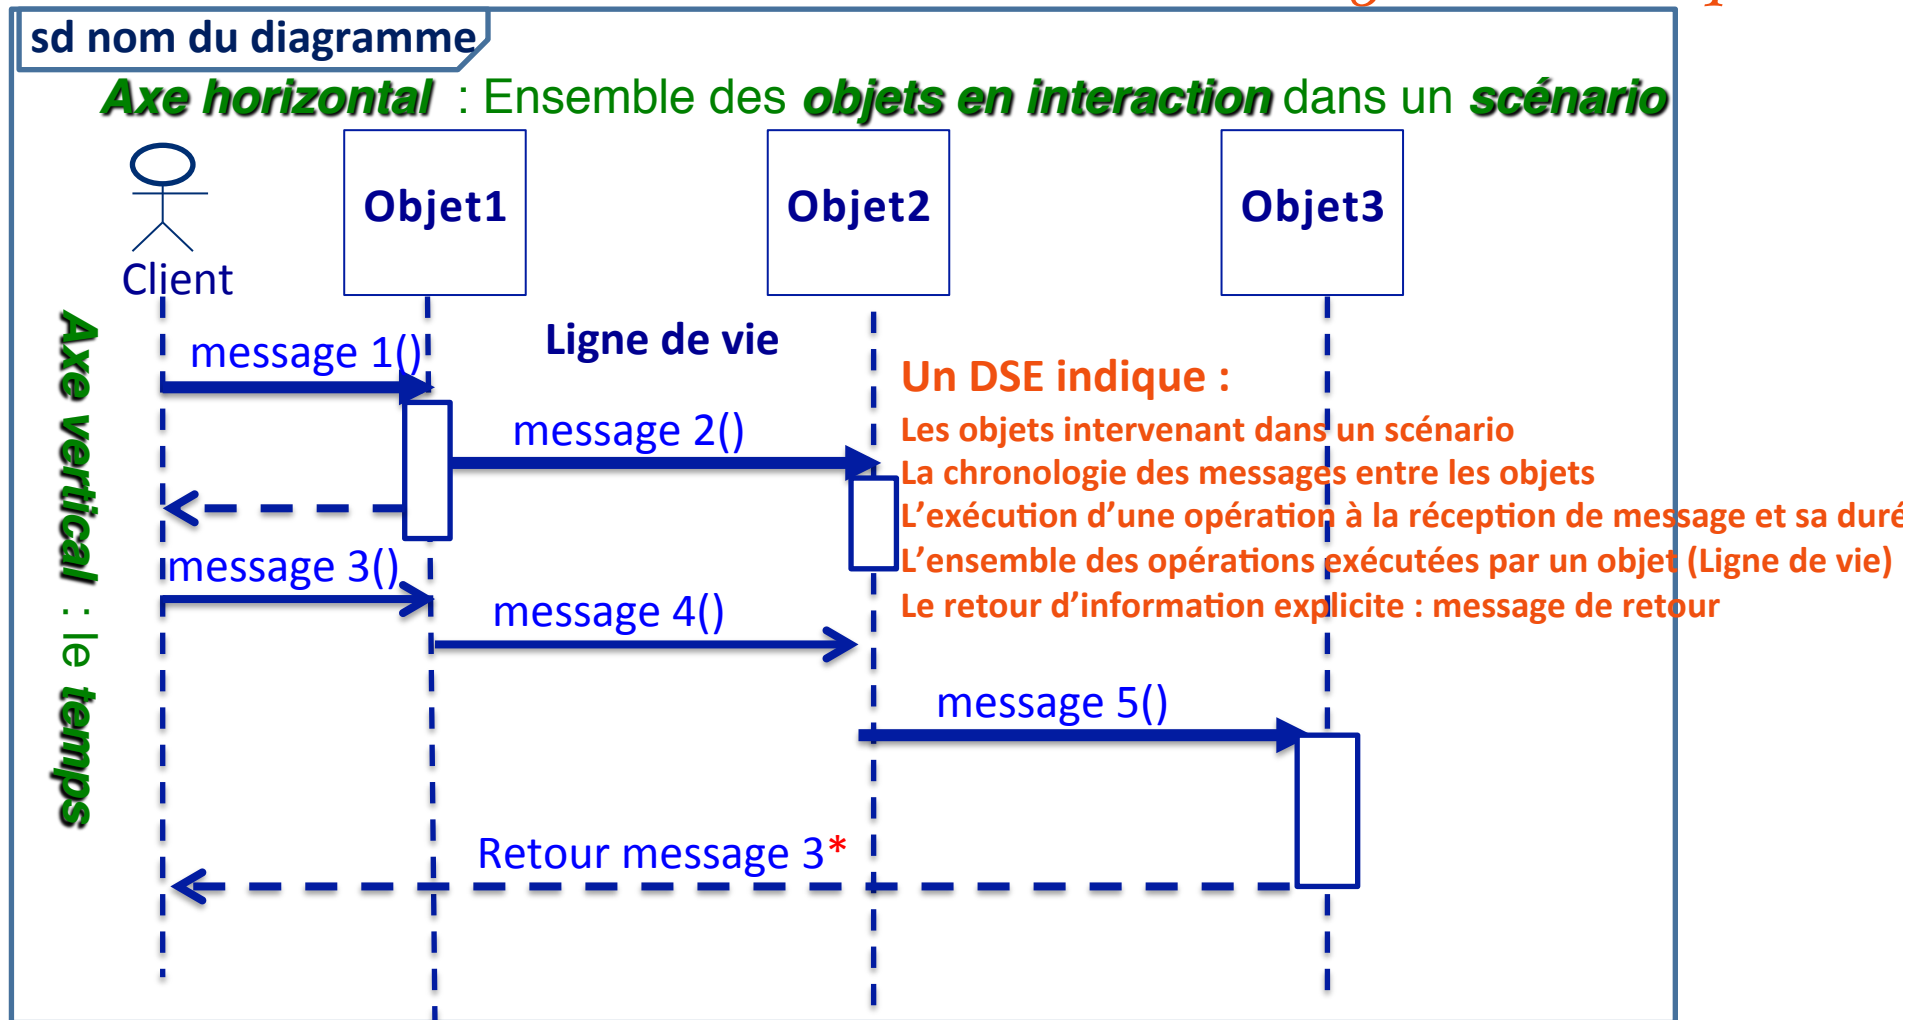 sd nom du diagramme
Axe horizontal : Ensemble des objets en interaction dans un scénario
Objet1
Objet2
Objet3
Client
Axe vertical : le temps
Ligne de vie
message 1()
Un DSE indique :
message 2()
Les objets intervenant dans un scénario
La chronologie des messages entre les objets
L’exécution d’une opération à la réception de message et sa duré
message 3()
L’ensemble des opérations exécutées par un objet (Ligne de vie)
message 4()
Le retour d’information explicite : message de retour
message 5()
Retour message 3*